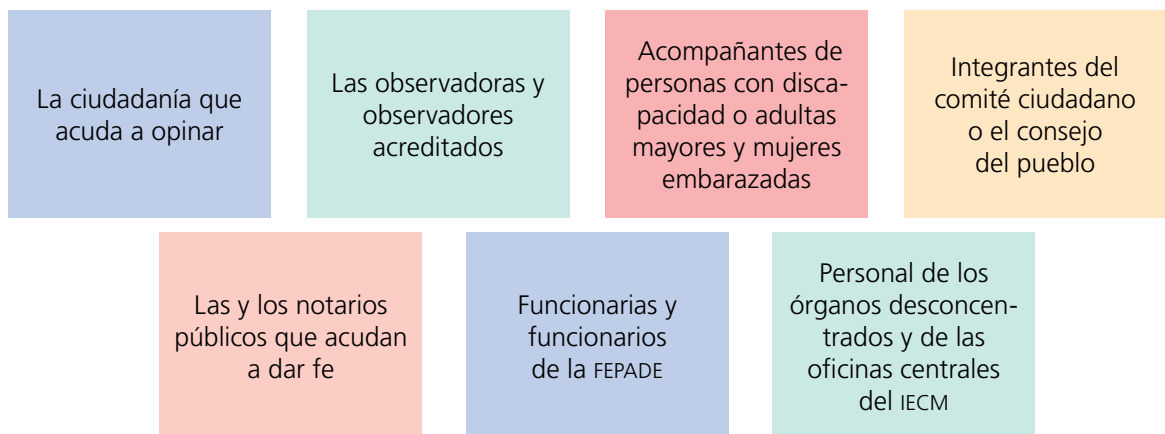 La ciudadanía que
acuda a opinar
Las observadoras y
observadores
acreditados
Acompañantes de
personas con disca-
pacidad o adultas
mayores y mujeres
embarazadas
Integrantes del
comité ciudadano
o el consejo
del pueblo
Las y los notarios
públicos que acudan
a dar fe
Funcionarias y
funcionarios
de la FEPADE
Personal de los
órganos desconcen-
trados y de las
oficinas centrales
del IECM